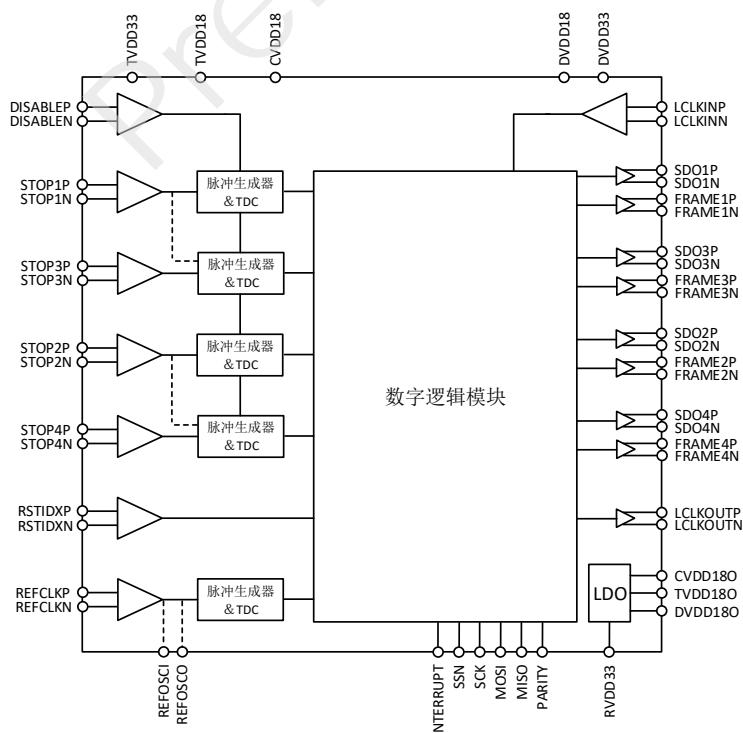 Pre
TVDD33
TVDD18
CVDD18
DVDD18
DVDD33
DISABLEP
DISABLEN
LCLKINP
LCLKINN
STOP1P
STOP1N
脉冲生成器
&TDC
SDO1P
SDO1N
FRAME1P
FRAME1N
STOP3P
STOP3N
脉冲生成器
&TDC
SDO3P
SDO3N
FRAME3P
FRAME3N
STOP2P
STOP2N
脉冲生成器
&TDC
SDO2P
SDO2N
FRAME2P
FRAME2N
数字逻辑模块
STOP4P
STOP4N
脉冲生成器
&TDC
SDO4P
SDO4N
FRAME4P
FRAME4N
RSTIDXP
RSTIDXN
LCLKOUTP
LCLKOUTN
REFCLKP
REFCLKN
脉冲生成器
&TDC
LDO
CVDD18O
TVDD18O
DVDD18O
REFOSCI
REFOSCO
NTERRUPT
SSN
SCK
MOSI
MISO
PARITY
RVDD33